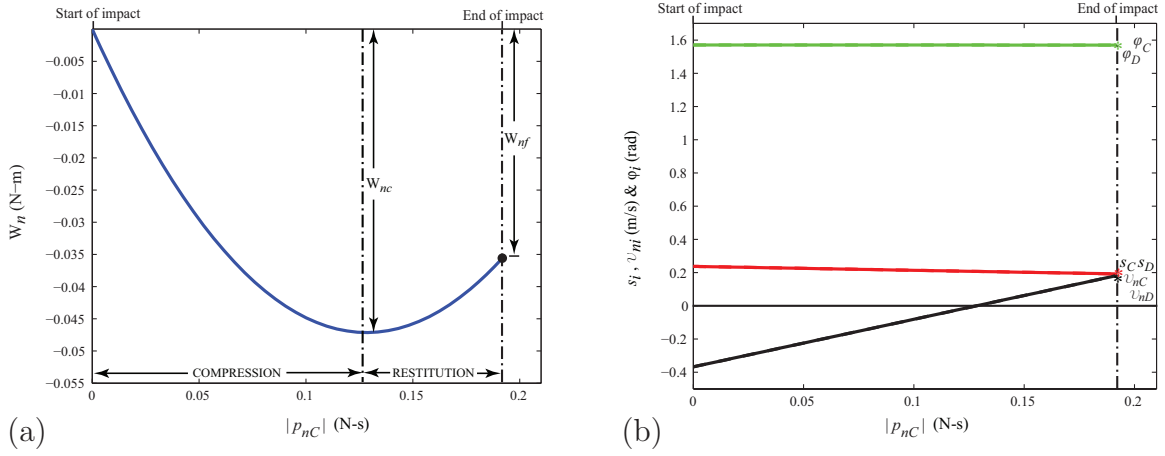 Start of impact
End of impact
0
−0.005
−0.01
−0.015
−0.02
−0.025
−0.03
−0.035
−0.04
−0.045
−0.05
−0.055
W_n (N−m)
W_nc
W_nf
COMPRESSION
RESTITUTION
0
0.05
0.1
0.15
0.2
| p_nC | (N-s)
(a)
Start of impact
End of impact
1.6
1.4
1.2
1
0.8
0.6
0.4
0.2
0
−0.2
−0.4
s_i , υ_ni (m/s) & φ_i (rad)
φ_C
φ_D
s_C s_D
υ_nC
υ_nD
0
0.05
0.1
0.15
0.2
| p_nC | (N-s)
(b)